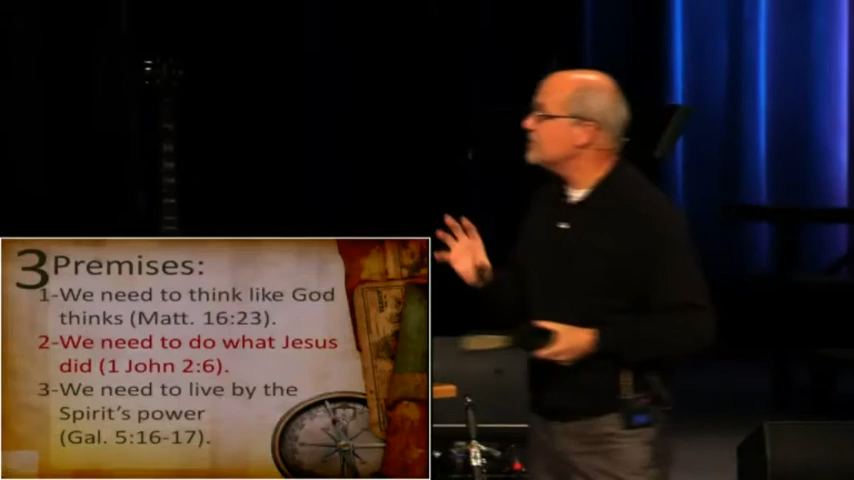 3 Premises:
1-We need to think like God
thinks (Matt. 16:23).
2-We need to do what Jesus
did (1 John 2:6).
3-We need to live by the
Spirit's power
(Gal. 5:16-17).